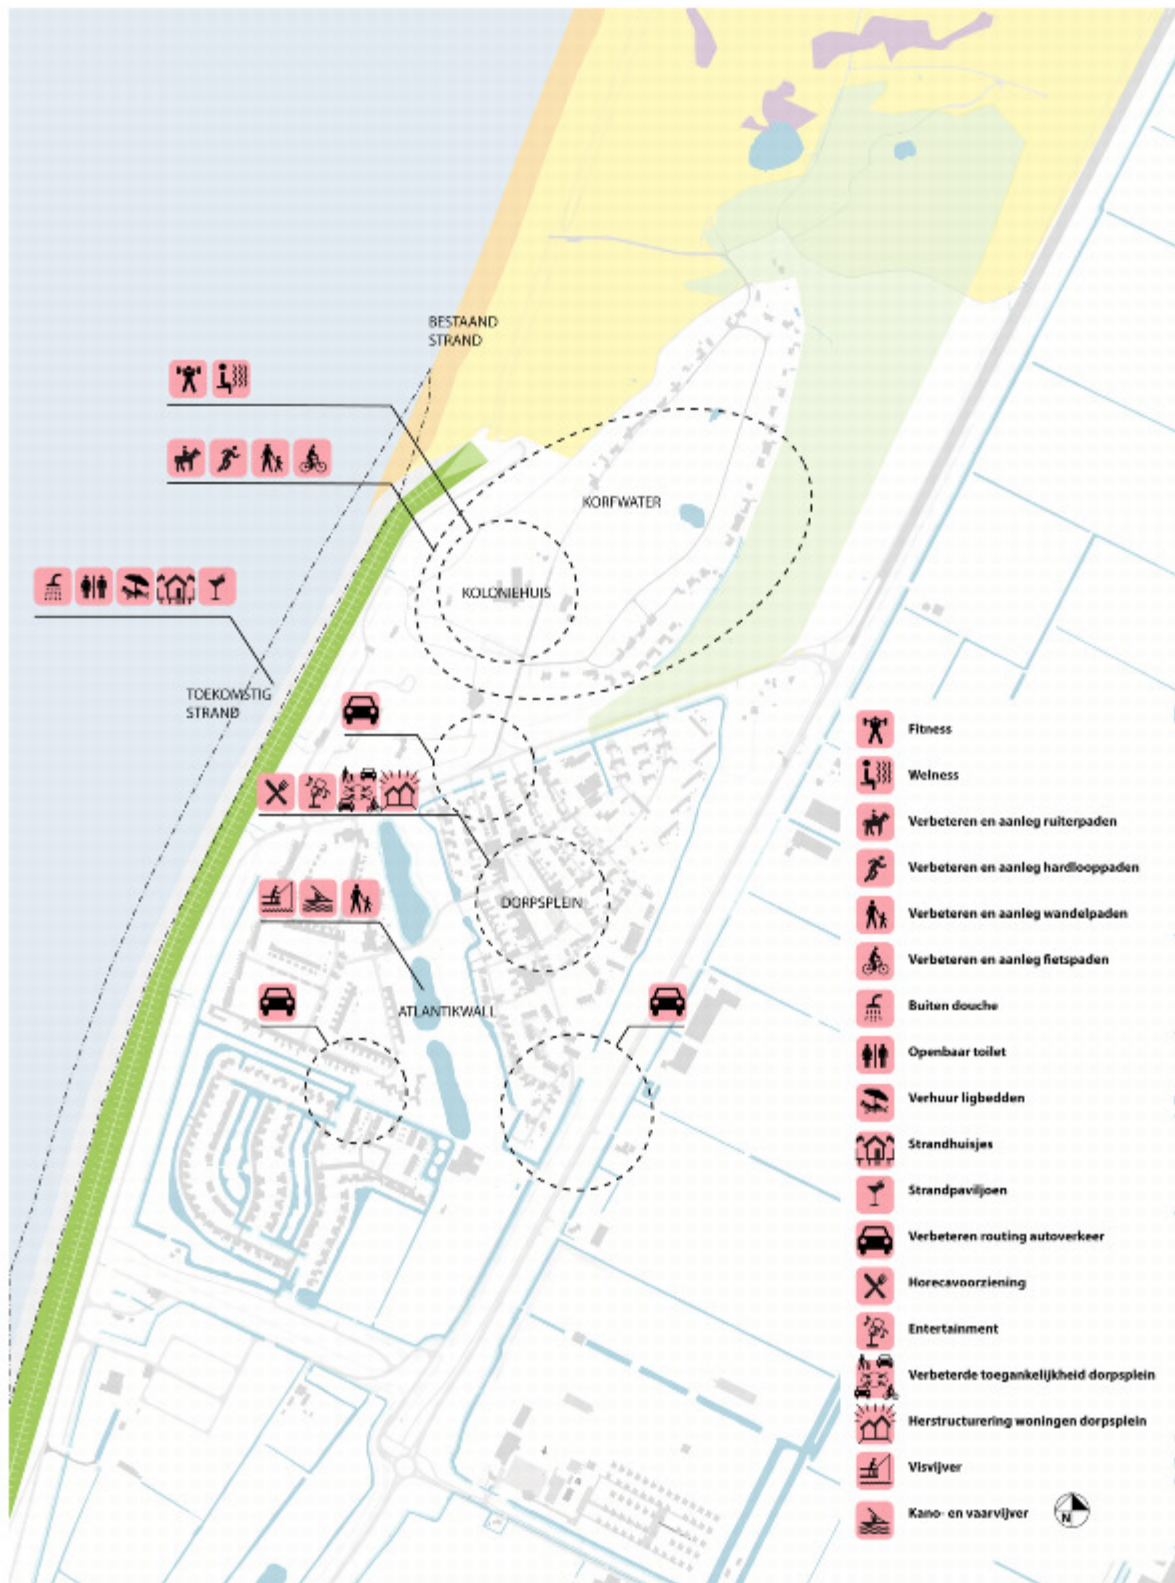 BESTAAND
STRAND
KORFWATER
KOLONIEHUIS
TOEKOMSTIG
STRAND
DORPSPLEIN
ATLANTIKWALL
Fitness
Welness
Verbeteren en aanleg ruiterpaden
Verbeteren en aanleg hardlooppaden
Verbeteren en aanleg wandelpaden
Verbeteren en aanleg fietspaden
Buiten douche
Openbaar toilet
Verhuur ligbedden
Strandhuisjes
Strandpaviljoen
Verbeteren routing autoverkeer
Horecavoorziening
Entertainment
Verbeterde toegankelijkheid dorpsplein
Herstructurering woningen dorpsplein
Visvijver
Kano- en vaarvijver
N